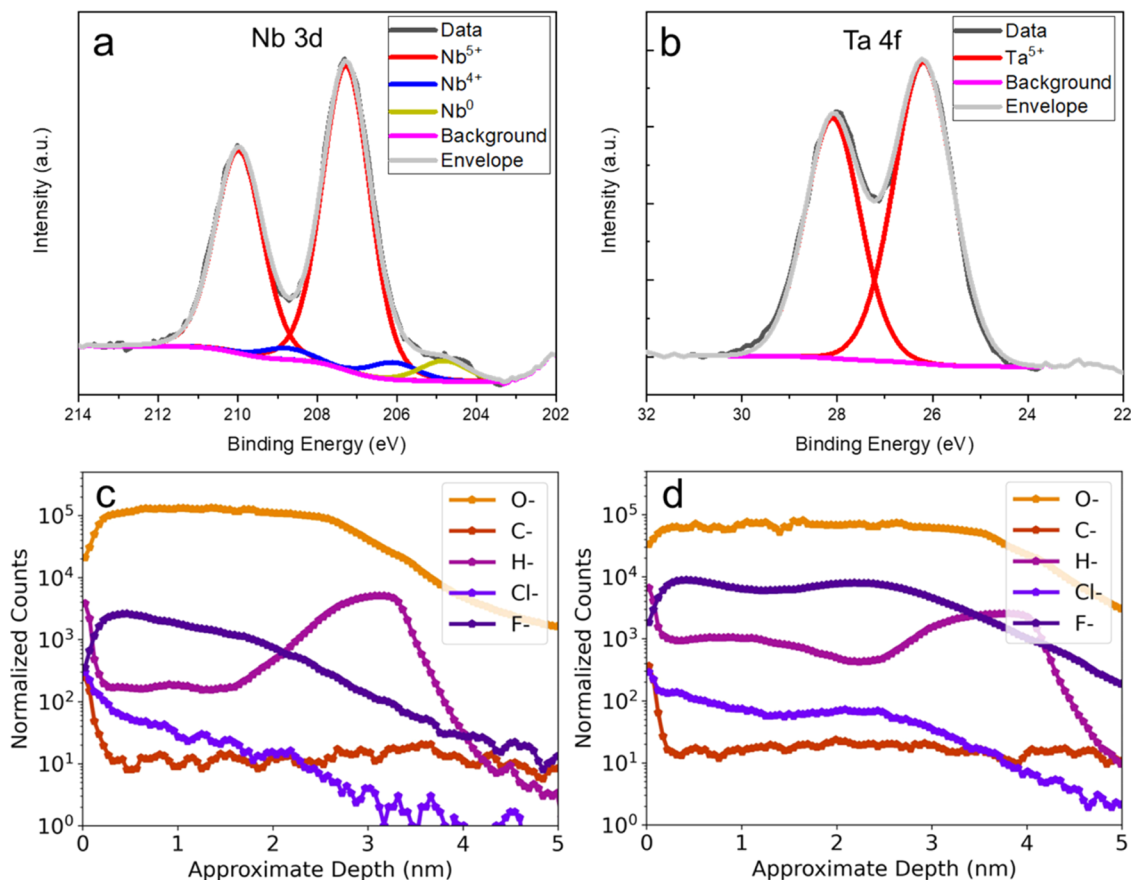 a
Nb 3d
Data
Nb5+
Nb4+
Nb0
Background
Envelope
Intensity (a.u.)
214 212 210 208 206 204 202
Binding Energy (eV)
b
Ta 4f
Data
Ta5+
Background
Envelope
Intensity (a.u.)
32 30 28 26 24 22
Binding Energy (eV)
c
O-
C-
H-
Cl-
F-
Normalized Counts
10^5
10^4
10^3
10^2
10^1
10^0
0 1 2 3 4 5
Approximate Depth (nm)
d
O-
C-
H-
Cl-
F-
Normalized Counts
10^5
10^4
10^3
10^2
10^1
10^0
0 1 2 3 4 5
Approximate Depth (nm)